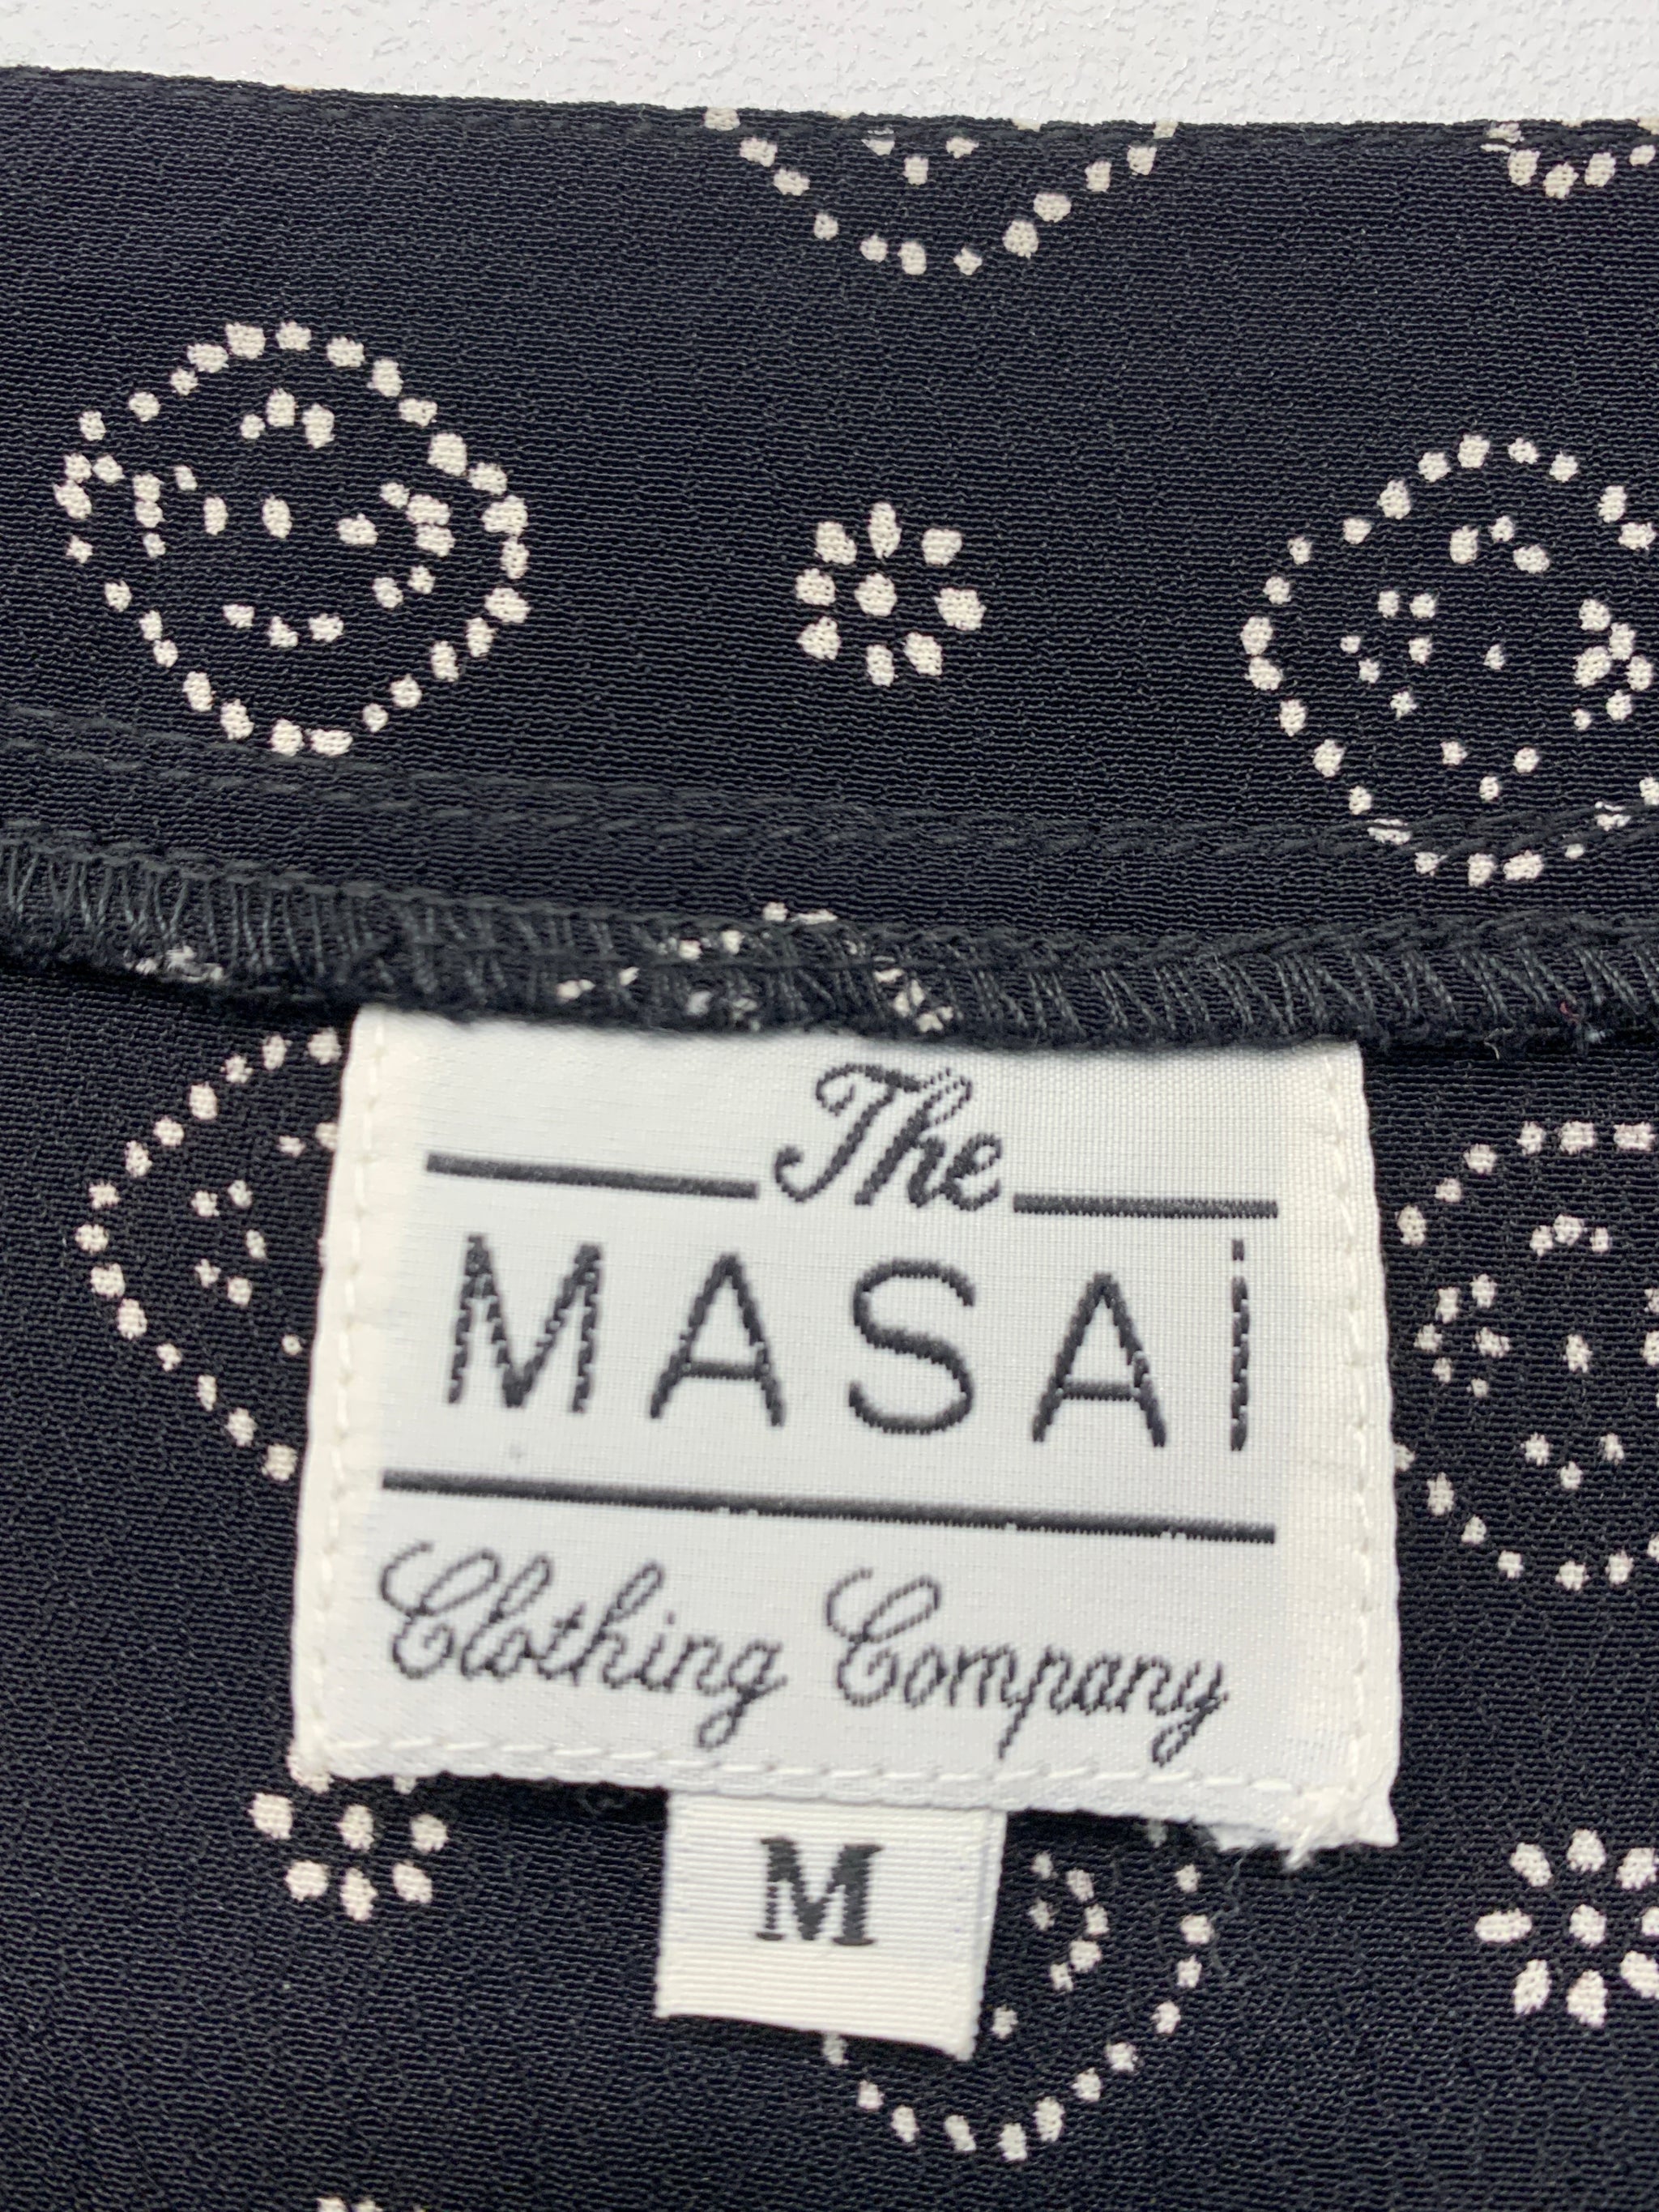 The
MASAi
Clothing Company
M